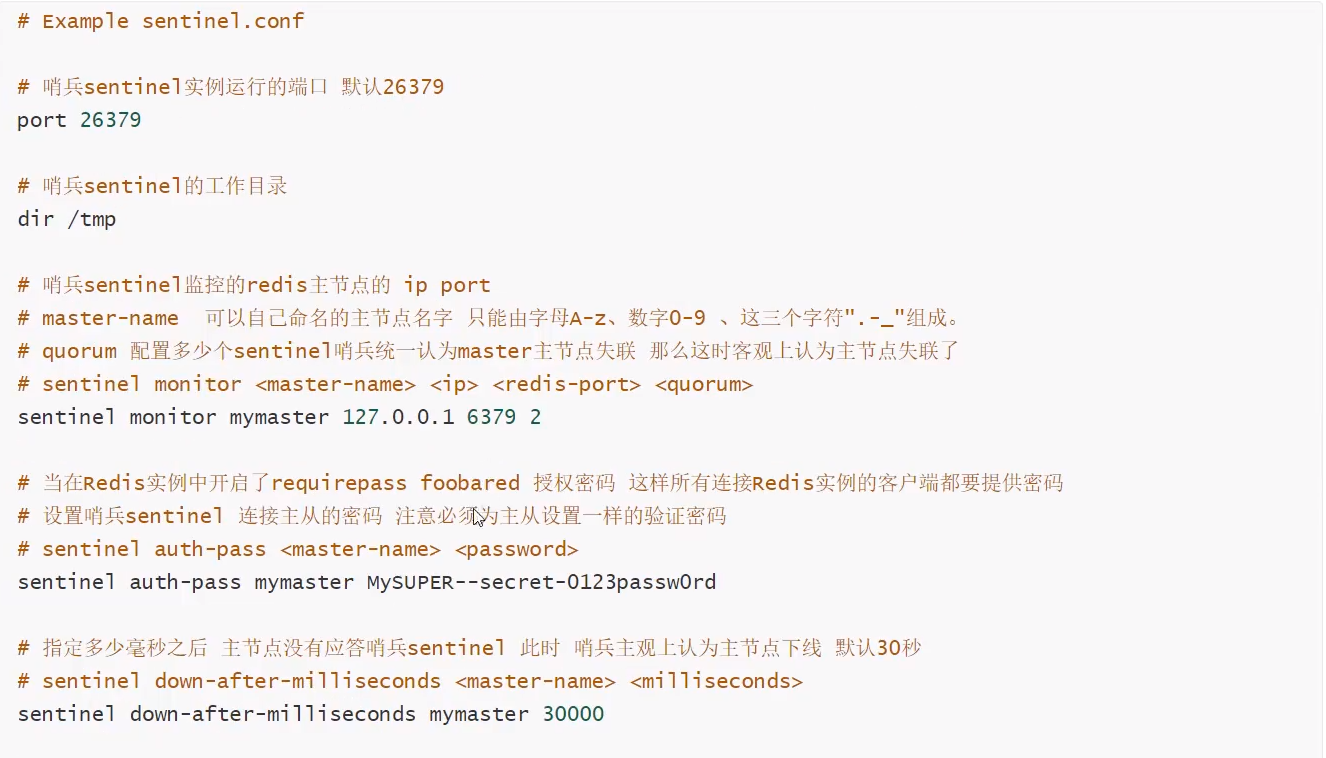 # Example sentinel.conf
# 哨兵sentinel实例运行的端口 默认26379
port 26379
# 哨兵sentinel的工作目录
dir /tmp
# 哨兵sentinel监控的redis主节点的 ip port
# master-name  可以自己命名的主节点名字 只能由字母A-z、数字0-9 、这三个字符".-_"组成。
# quorum 配置多少个sentinel哨兵统一认为master主节点失联 那么这时客观上认为主节点失联了
# sentinel monitor <master-name> <ip> <redis-port> <quorum>
sentinel monitor mymaster 127.0.0.1 6379 2
# 当在Redis实例中开启了requirepass foobared 授权密码 这样所有连接Redis实例的客户端都要提供密码
# 设置哨兵sentinel 连接主从的密码 注意必须为主从设置一样的验证密码
# sentinel auth-pass <master-name> <password>
sentinel auth-pass mymaster MySUPER--secret-0123passw0rd
# 指定多少毫秒之后 主节点没有应答哨兵sentinel 此时 哨兵主观上认为主节点下线 默认30秒
# sentinel down-after-milliseconds <master-name> <milliseconds>
sentinel down-after-milliseconds mymaster 30000